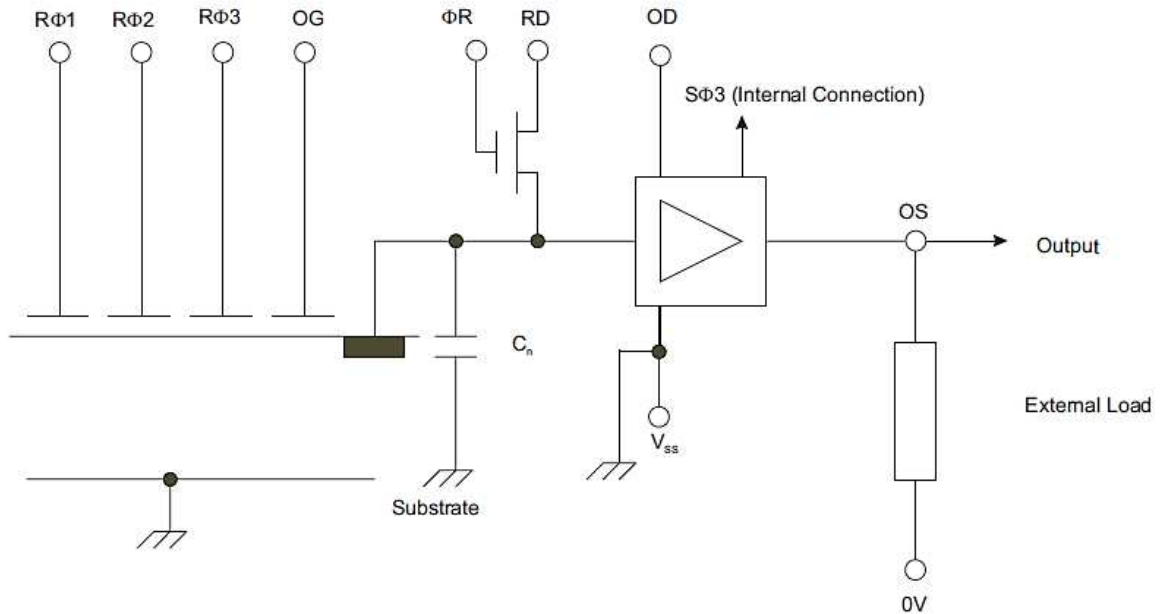 RΦ1 RΦ2 RΦ3 OG ΦR RD OD
SΦ3 (Internal Connection)
OS
Output
Cn
External Load
Vss
Substrate
0V